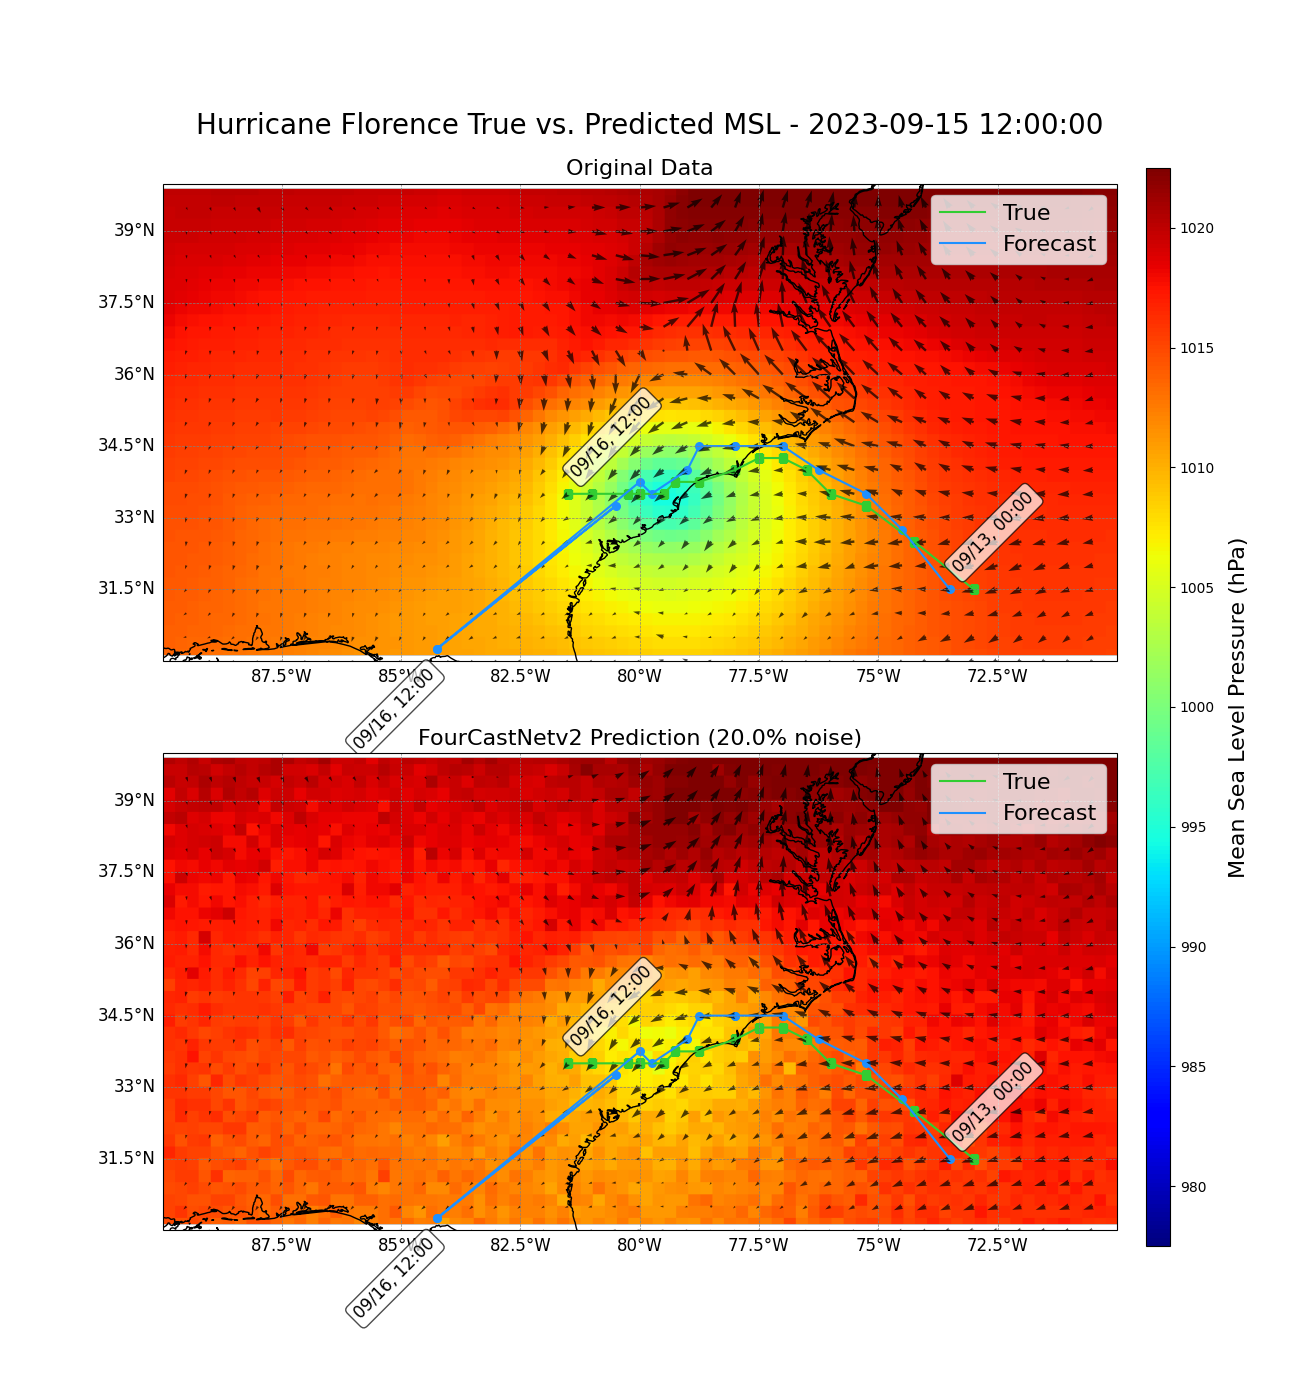 Hurricane Florence True vs. Predicted MSL - 2023-09-15 12:00:00
Original Data
True
Forecast
39°N
37.5°N
36°N
34.5°N
33°N
31.5°N
09/16, 12:00
09/13, 00:00
09/16, 12:00
87.5°W
85°W
82.5°W
80°W
77.5°W
75°W
72.5°W
FourCastNetv2 Prediction (20.0% noise)
True
Forecast
39°N
37.5°N
36°N
34.5°N
33°N
31.5°N
09/16, 12:00
09/13, 00:00
09/16, 12:00
87.5°W
85°W
82.5°W
80°W
77.5°W
75°W
72.5°W
1020
1015
1010
1005
1000
995
990
985
980
Mean Sea Level Pressure (hPa)